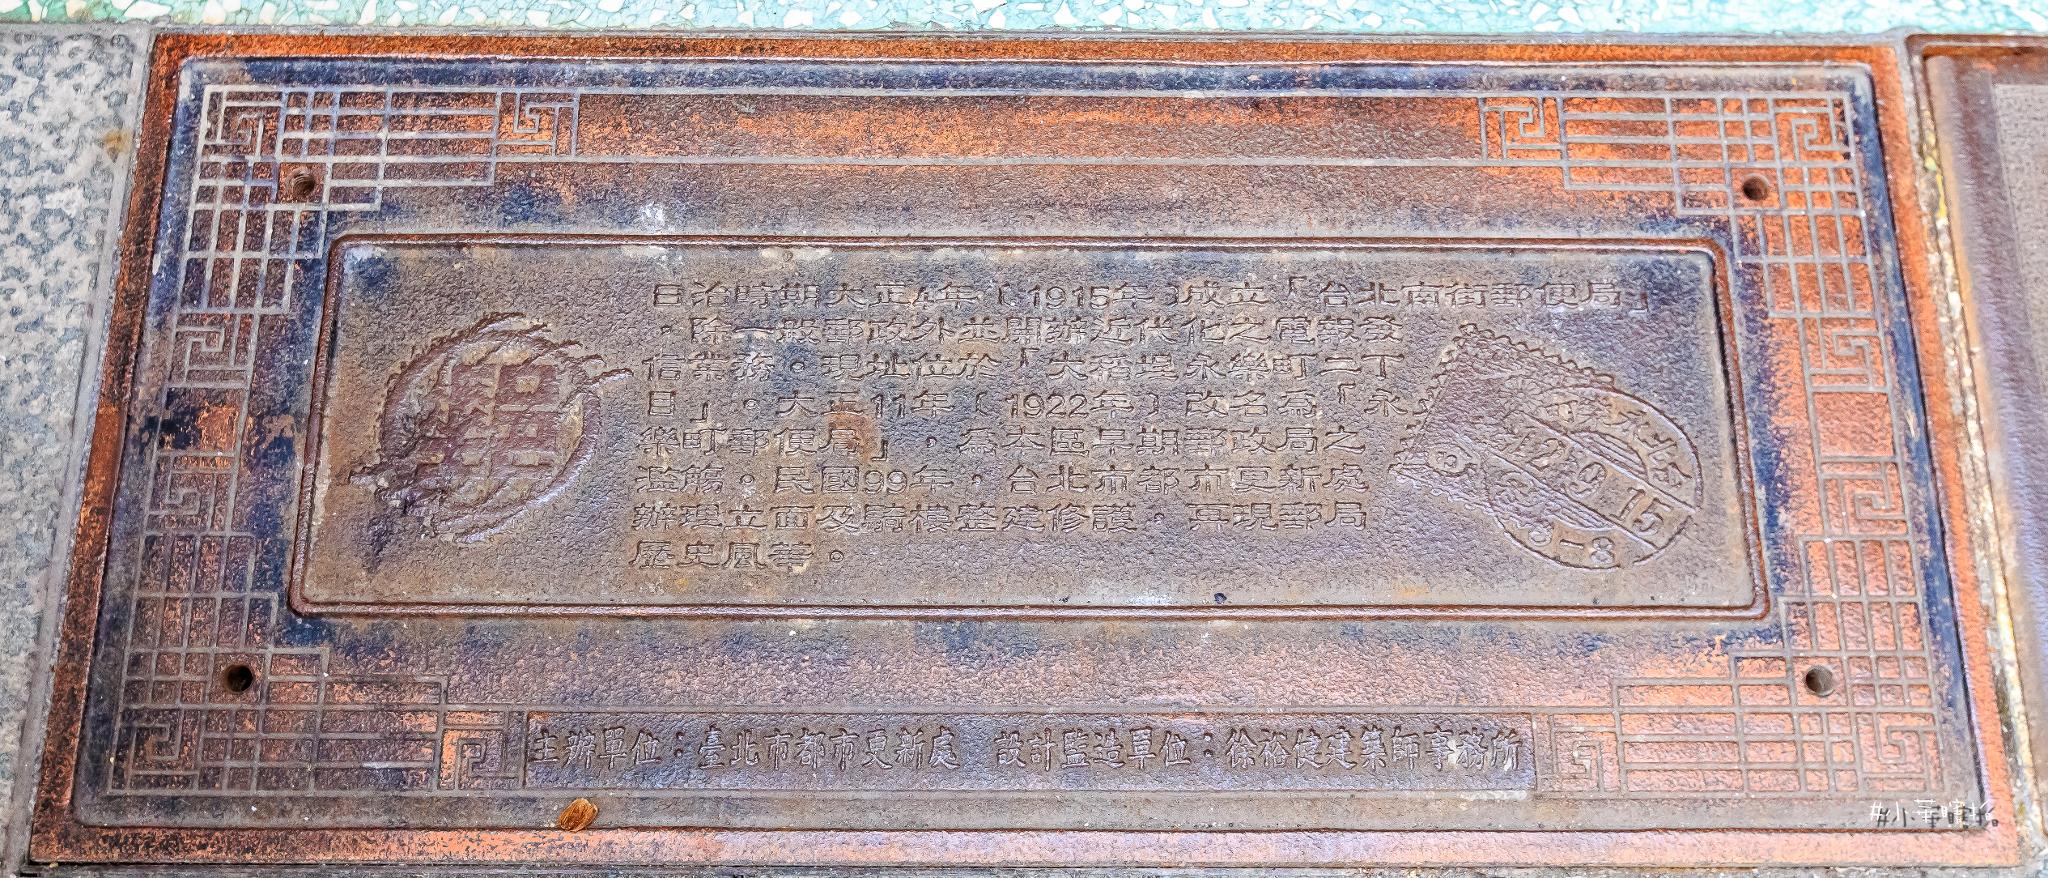 日治時期大正4年(1915年)成立「台北南街郵便局」
，除一般郵政外並開辦近代化之電報發
信業務。現址位於「大稻埕永樂町二丁
目」。大正11年(1922年)改名為「永
樂町郵便局」，為本區早期郵政局之
濫觴。民國99年，台北市都市更新處
辦理立面及騎樓整建修護，再現郵局
歷史風華。
12-9 15
8-8
主辦單位：臺北市都市更新處 設計監造單位：徐裕健建築師事務所